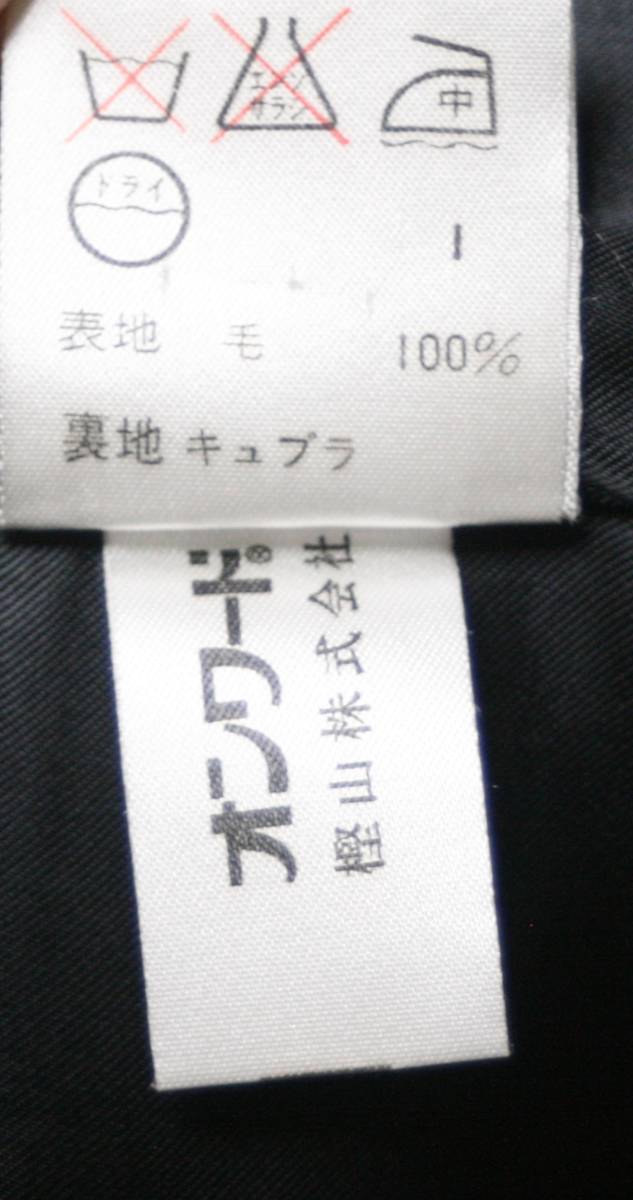 エンソ
サラシ
中
ドライ
表地 毛 100%
裏地 キュプラ
オンワード®
樫山株式会社